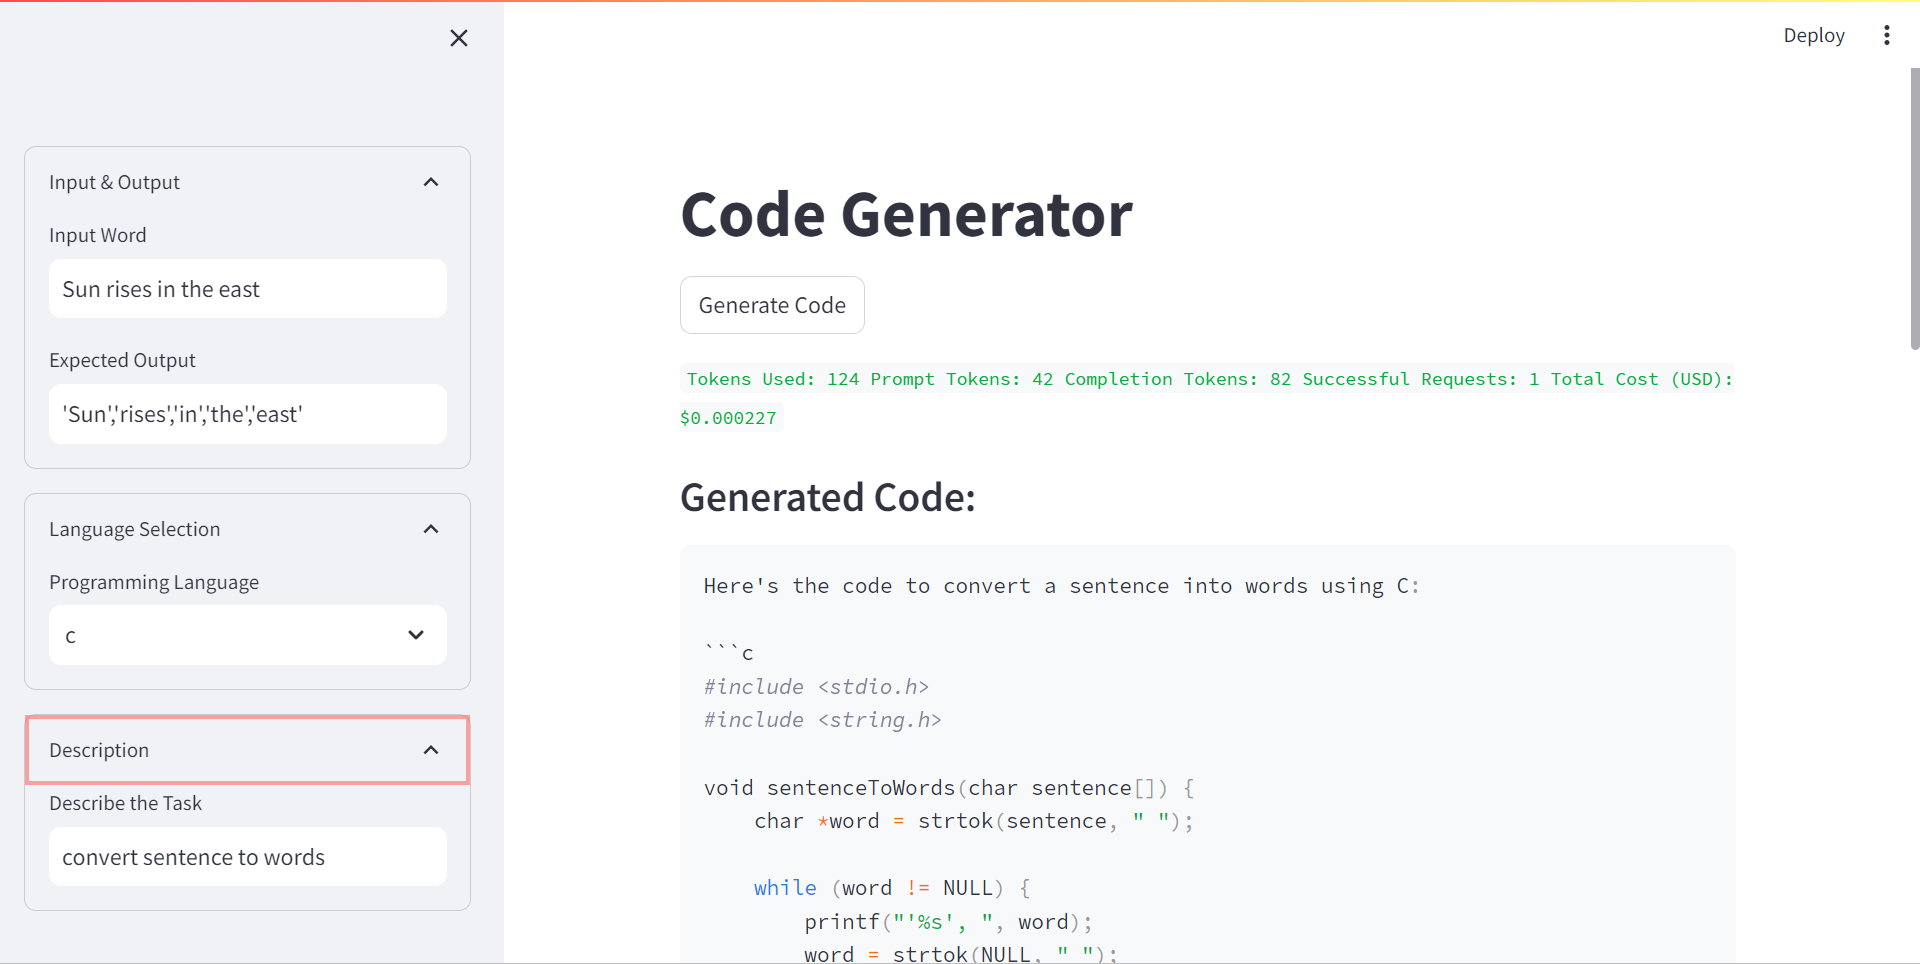 Deploy
Input & Output
Input Word
Sun rises in the east
Expected Output
'Sun','rises','in','the','east'
Language Selection
Programming Language
c
Description
Describe the Task
convert sentence to words
Code Generator
Generate Code
Tokens Used: 124 Prompt Tokens: 42 Completion Tokens: 82 Successful Requests: 1 Total Cost (USD):
$0.000227
Generated Code:
Here's the code to convert a sentence into words using C:
```c
#include <stdio.h>
#include <string.h>
void sentenceToWords(char sentence[]) {
    char *word = strtok(sentence, " ");
    while (word != NULL) {
        printf("'%s', ", word);
        word = strtok(NULL, " ");